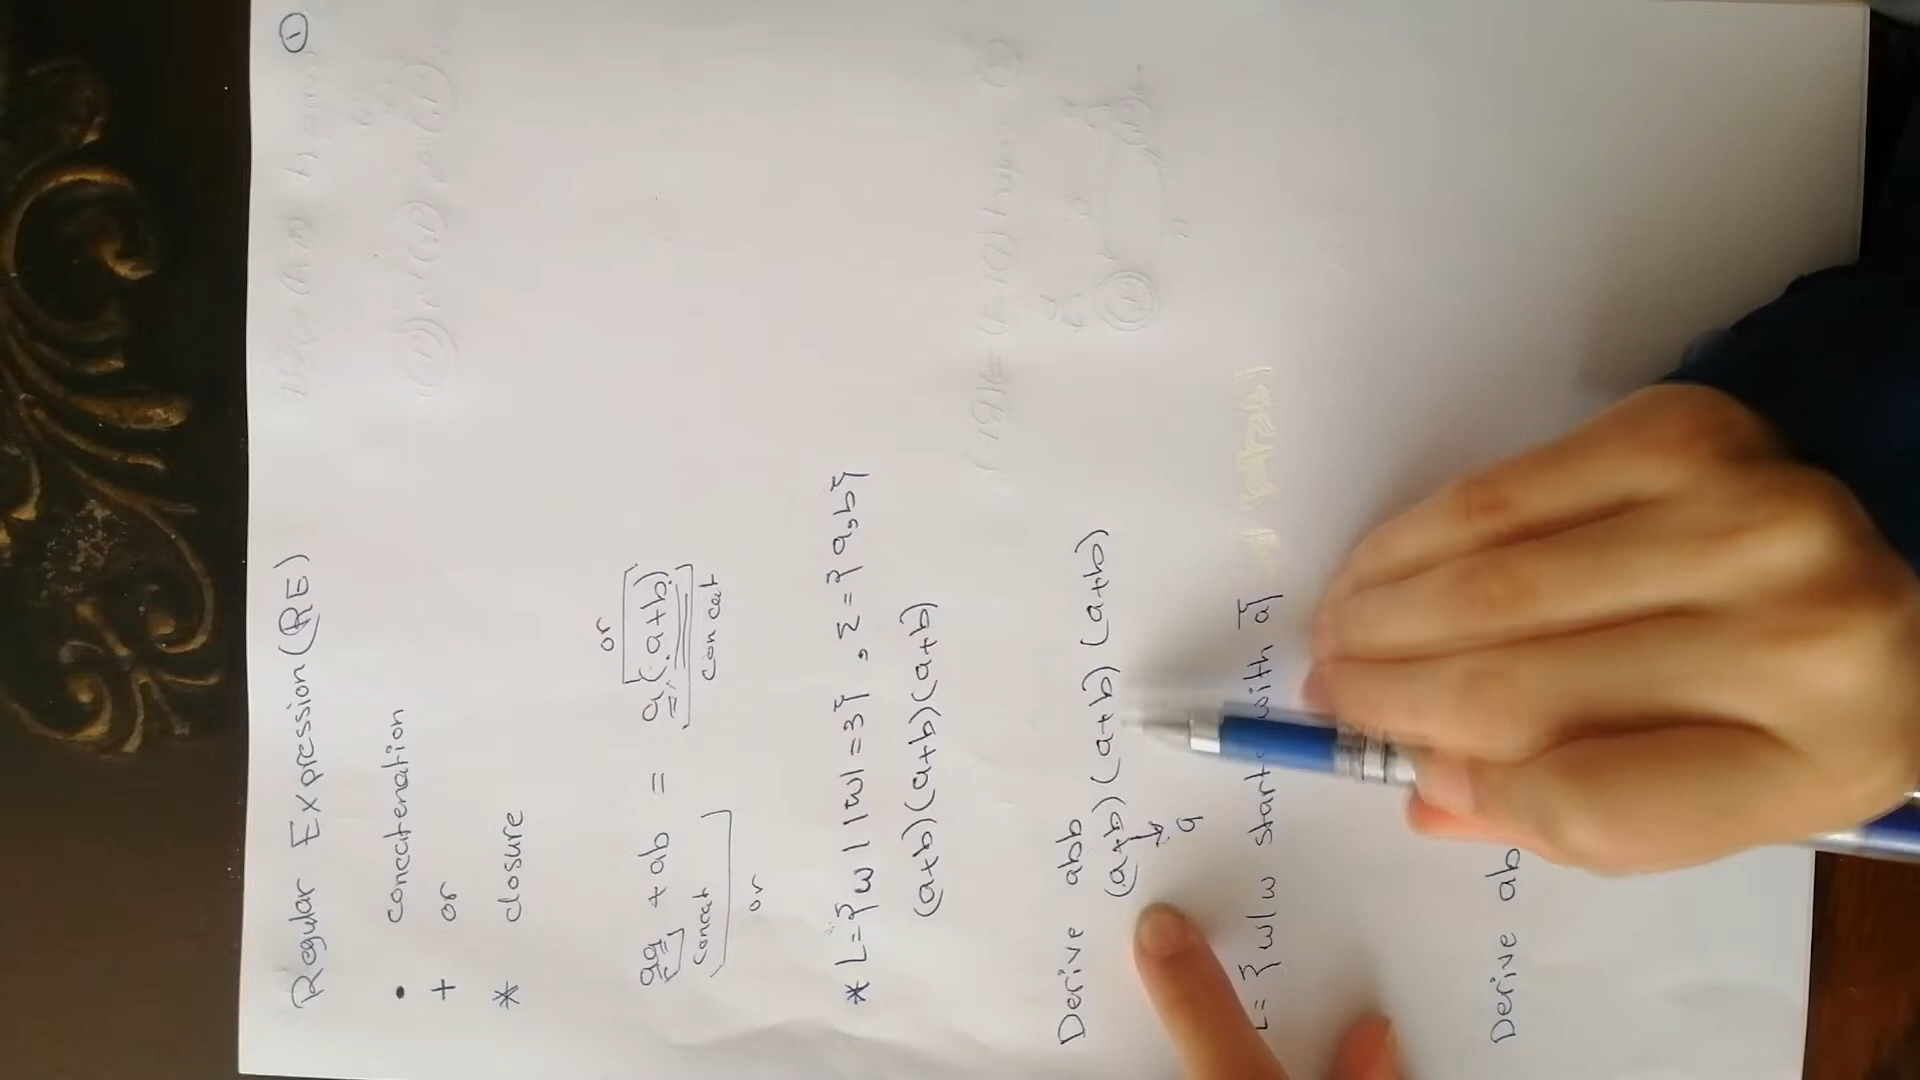 Regular Expression (RE)
①
• concatenation
+ or
* closure
aa + ab = a(a+b)
concat
or
or
concat
* L = {w | |w| = 3}, Σ = {a,b}
(a+b)(a+b)(a+b)
Derive abb
(a+b)(a+b)(a+b)
a
L = {w|w starts with a}
Derive ab